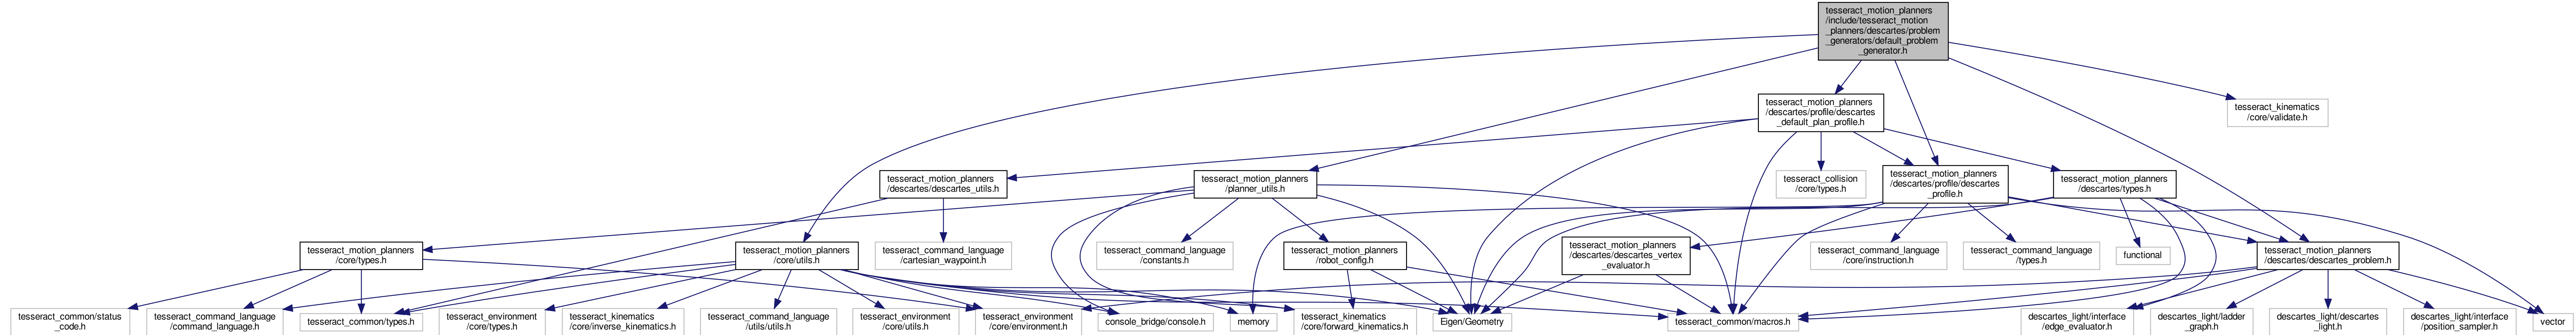 tesseract_motion_planners
/include/tesseract_motion
_planners/descartes/problem
_generators/default_problem
_generator.h
tesseract_motion_planners
/descartes/profile/descartes
_default_plan_profile.h
tesseract_kinematics
/core/validate.h
tesseract_motion_planners
/descartes/descartes_utils.h
tesseract_motion_planners
/planner_utils.h
tesseract_collision
/core/types.h
tesseract_motion_planners
/descartes/profile/descartes
_profile.h
tesseract_motion_planners
/descartes/types.h
tesseract_motion_planners
/core/types.h
tesseract_motion_planners
/core/utils.h
tesseract_command_language
/cartesian_waypoint.h
tesseract_command_language
/constants.h
tesseract_motion_planners
/robot_config.h
tesseract_motion_planners
/descartes/descartes_vertex
_evaluator.h
tesseract_command_language
/core/instruction.h
tesseract_command_language
/types.h
functional
tesseract_motion_planners
/descartes/descartes_problem.h
tesseract_common/status
_code.h
tesseract_command_language
/command_language.h
tesseract_common/types.h
tesseract_environment
/core/types.h
tesseract_kinematics
/core/inverse_kinematics.h
tesseract_command_language
/utils/utils.h
tesseract_environment
/core/utils.h
tesseract_environment
/core/environment.h
console_bridge/console.h
memory
tesseract_kinematics
/core/forward_kinematics.h
Eigen/Geometry
tesseract_common/macros.h
descartes_light/interface
/edge_evaluator.h
descartes_light/ladder
_graph.h
descartes_light/descartes
_light.h
descartes_light/interface
/position_sampler.h
vector